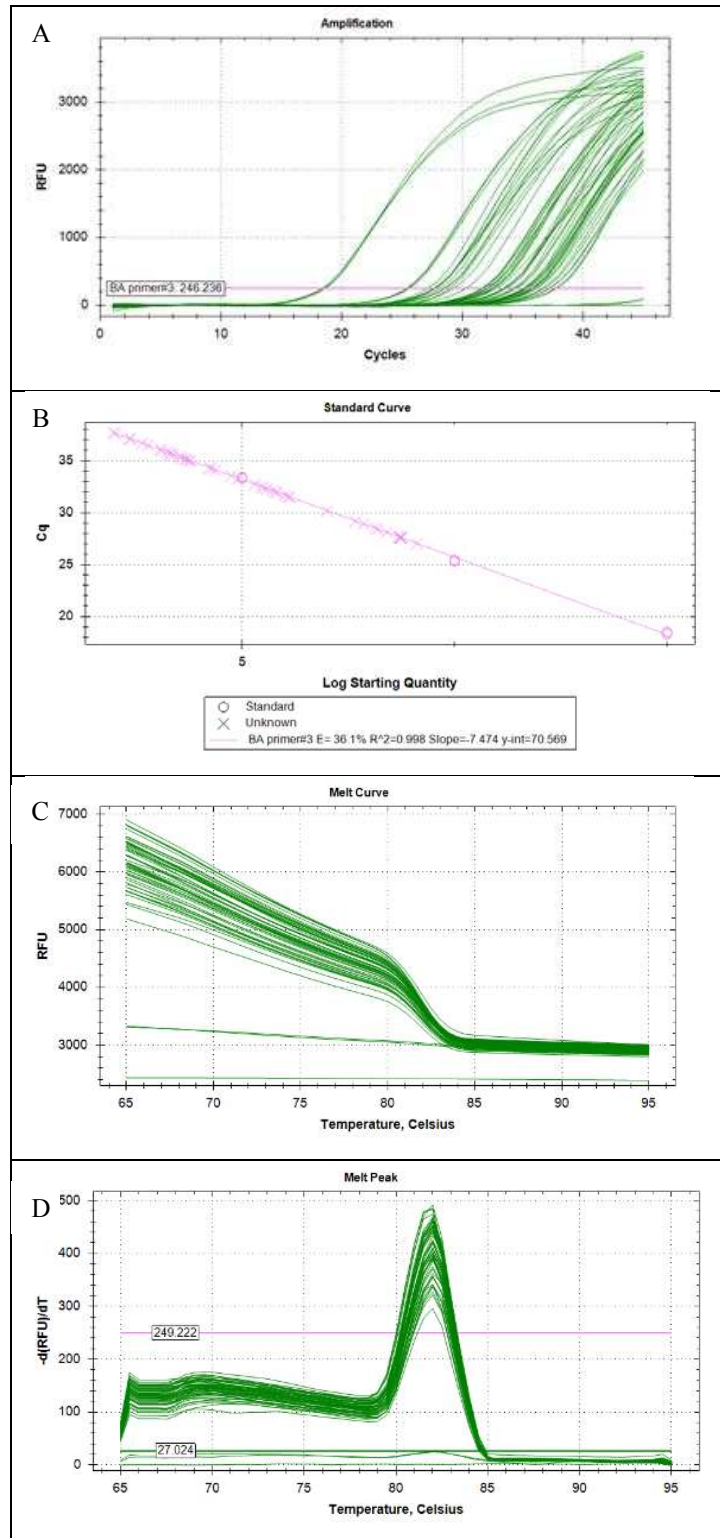 A
Amplification
3000
2000
1000
0
RFU
BA primer#3: 246.236
0 10 20 30 40
Cycles
B
Standard Curve
35
30
25
20
Cq
5
Log Starting Quantity
Standard
Unknown
BA primer#3 E= 36.1% R^2=0.998 Slope=-7.474 y-int=70.569
C
Melt Curve
7000
6000
5000
4000
3000
RFU
65 70 75 80 85 90 95
Temperature, Celsius
D
Melt Peak
500
400
300
200
100
0
-d(RFU)/dT
249.222
27.024
65 70 75 80 85 90 95
Temperature, Celsius